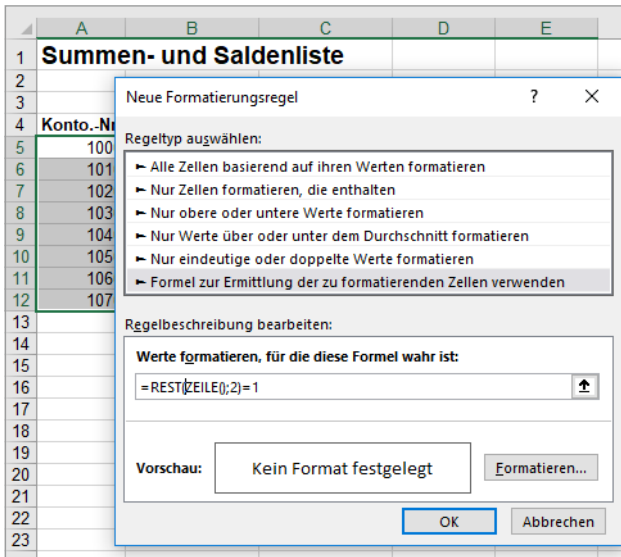 A B C D E
1 Summen- und Saldenliste
2
Neue Formatierungsregel ? ×
3
4 Konto.-N
Regeltyp auswählen:
5 100
► Alle Zellen basierend auf ihren Werten formatieren
6 101
► Nur Zellen formatieren, die enthalten
7 102
► Nur obere oder untere Werte formatieren
8 103
► Nur Werte über oder unter dem Durchschnitt formatieren
9 104
► Nur eindeutige oder doppelte Werte formatieren
10 105
► Formel zur Ermittlung der zu formatierenden Zellen verwenden
11 106
12 107
13
Regelbeschreibung bearbeiten:
14
Werte formatieren, für die diese Formel wahr ist:
15
16
=REST(ZEILE();2)=1
17
18
19
Vorschau: Kein Format festgelegt Formatieren...
20
21
22
OK Abbrechen
23